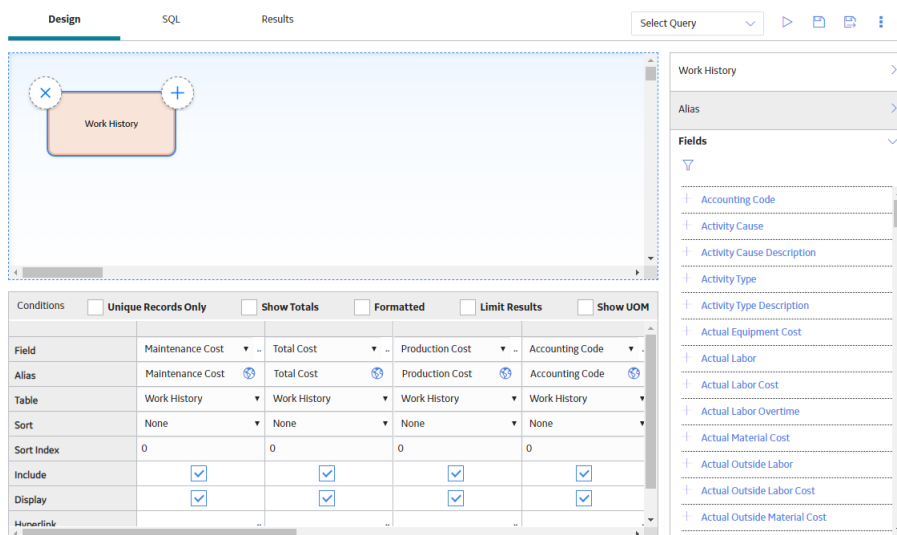 Design SQL Results Select Query
Work History
Work History
Alias
Fields
Accounting Code
Activity Cause
Activity Cause Description
Activity Type
Activity Type Description
Actual Equipment Cost
Actual Labor
Actual Labor Cost
Actual Labor Overtime
Actual Material Cost
Actual Outside Labor
Actual Outside Labor Cost
Actual Outside Material Cost
Conditions Unique Records Only Show Totals Formatted Limit Results Show UOM
Field Maintenance Cost .. Total Cost .. Production Cost .. Accounting Code .
Alias Maintenance Cost Total Cost Production Cost Accounting Code
Table Work History Work History Work History Work History
Sort None None None None
Sort Index 0 0 0 0
Include
Display
Hyperlink .. .. .. .